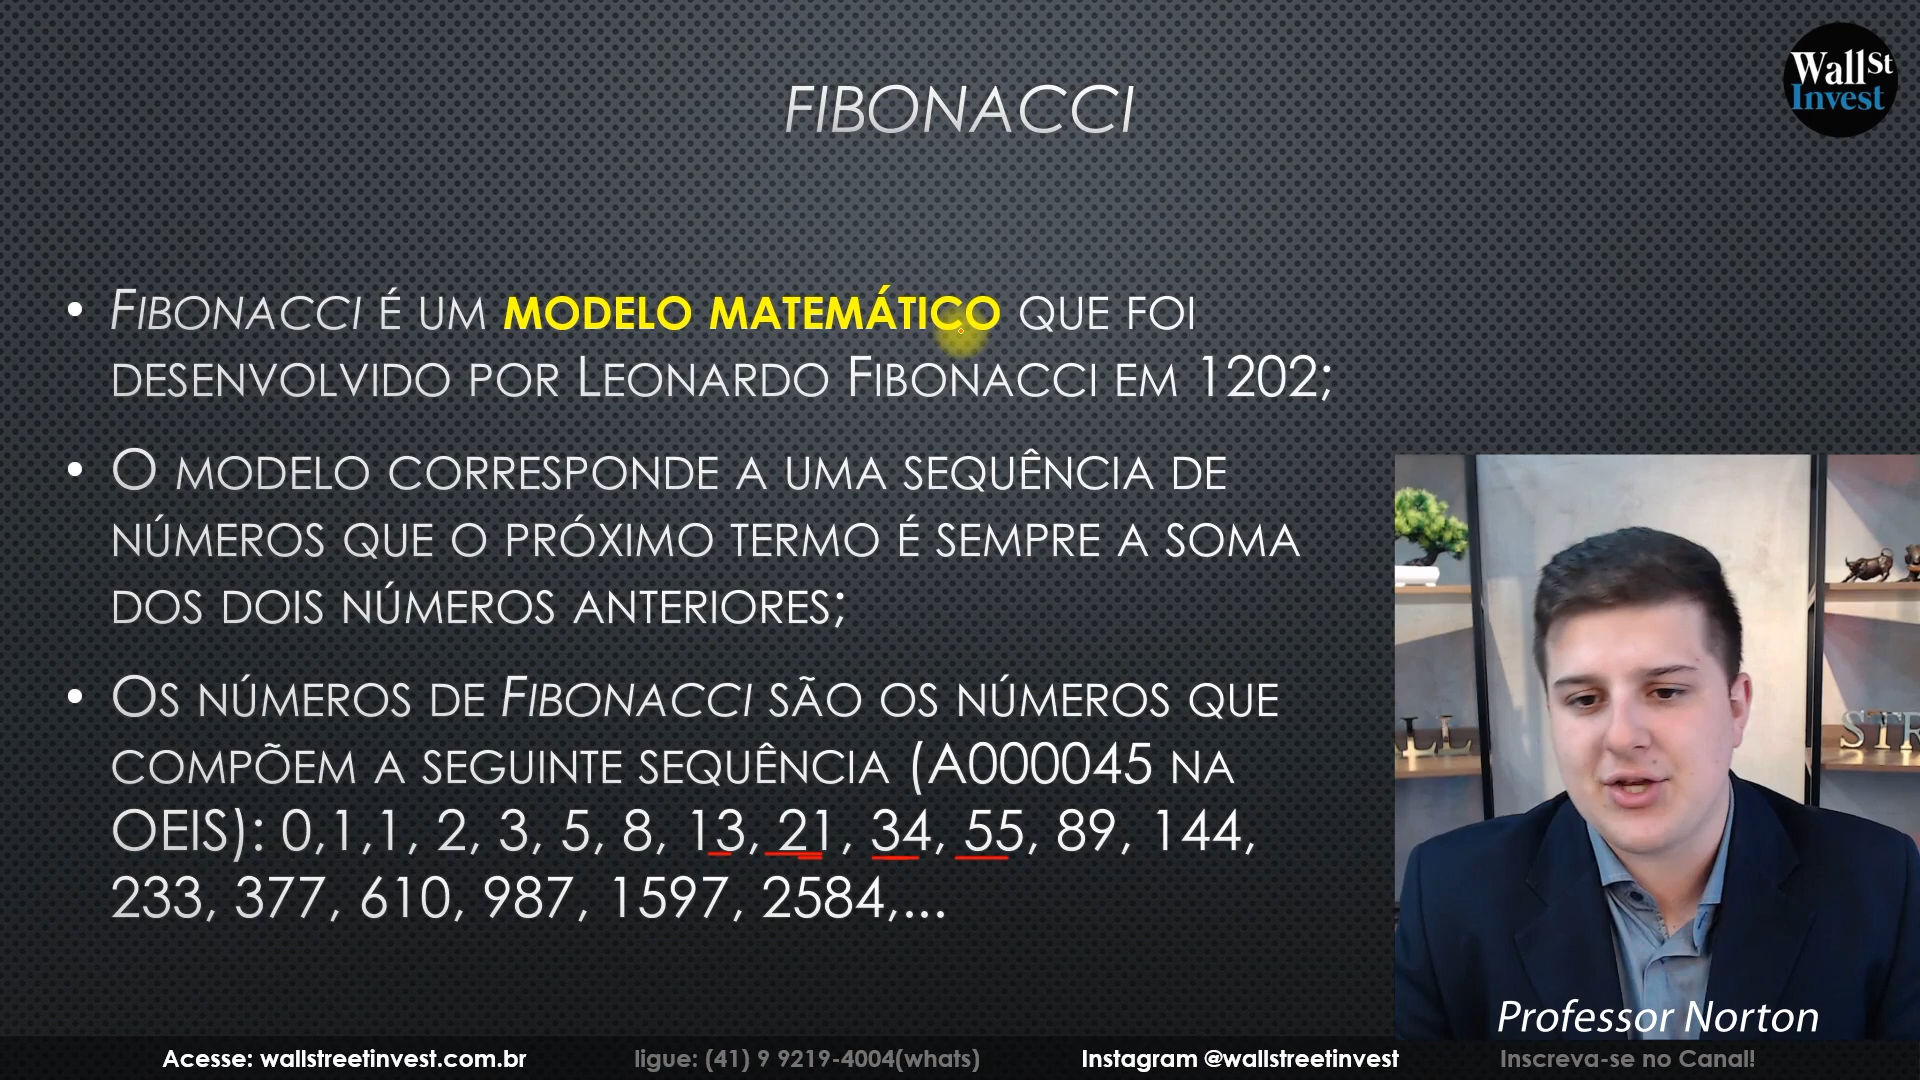 FIBONACCI
WallSt
Invest
• FIBONACCI É UM MODELO MATEMÁTICO QUE FOI
DESENVOLVIDO POR LEONARDO FIBONACCI EM 1202;
• O MODELO CORRESPONDE A UMA SEQUÊNCIA DE
NÚMEROS QUE O PRÓXIMO TERMO É SEMPRE A SOMA
DOS DOIS NÚMEROS ANTERIORES;
• OS NÚMEROS DE FIBONACCI SÃO OS NÚMEROS QUE
COMPÕEM A SEGUINTE SEQUÊNCIA (A000045 NA
OEIS): 0,1,1, 2, 3, 5, 8, 13, 21, 34, 55, 89, 144,
233, 377, 610, 987, 1597, 2584,...
LL STR
Professor Norton
Acesse: wallstreetinvest.com.br ligue: (41) 9 9219-4004(whats) Instagram @wallstreetinvest Inscreva-se no Canal!